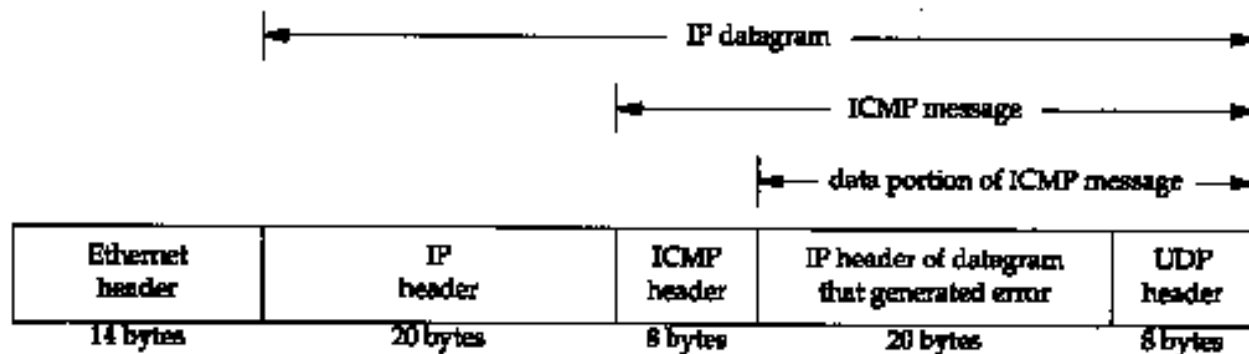 IP datagram
ICMP message
data portion of ICMP message
Ethernet
header
IP
header
ICMP
header
IP header of datagram
that generated error
UDP
header
14 bytes
20 bytes
8 bytes
20 bytes
8 bytes